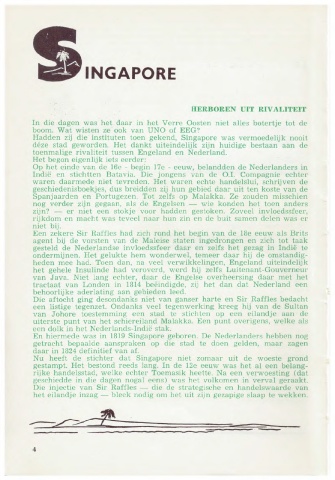 SINGAPORE
HERBOREN UIT RIVALITEIT
In die dagen was het daar in het Verre Oosten niet alles botertje tot de
boom. Wat wisten ze ook van UNO of EEG?
Hadden zij die instituten toen gekend, Singapore was vermoedelijk nooit
déze stad geworden. Het dankt uiteindelijk zijn huidige bestaan aan de
toenmalige rivaliteit tussen Engeland en Nederland.
Het begon eigenlijk iets eerder:
Op het einde van de 16e - begin 17e - eeuw, belandden de Nederlanders in
Indië en stichtten Batavia. Die jongens van de O.I. Compagnie echter
waren daarmede niet tevreden. Het waren echte handelslui, schrijven de
geschiedenisboekjes, dus breidden zij hun gebied daar uit ten koste van de
Spanjaarden en Portugezen. Tot zelfs op Malakka. Ze zouden misschien
nog verder zijn gegaan, als de Engelsen — wie konden het toen anders
zijn? — er niet een stokje voor hadden gestoken. Zoveel invloedssfeer,
rijkdom en macht was teveel naar hun zin en de buit samen delen was er
niet bij.
Een zekere Sir Raffles had zich rond het begin van de 18e eeuw als Brits
agent bij de vorsten van de Maleise staten ingedrongen en zich tot taak
gesteld de Nederlandse invloedssfeer daar en zelfs het gezag in Indië te
ondermijnen. Het gelukte hem wonderwel, temeer daar hij de omstandig-
heden mee had. Toen dan, na veel verwikkelingen, Engeland uiteindelijk
het gehele Insulinde had veroverd, werd hij zelfs Luitenant-Gouverneur
van Java. Niet lang echter, daar de Engelse overheersing daar met het
tractaat van Londen in 1814 beëindigde, zij het dan dat Nederland een
behoorlijke aderlating daarvoor had geleden.
Die aftocht ging desondanks niet van ganser harte en Sir Raffles bedacht
een listige tegenzet. Ondanks veel tegenwerking kreeg hij van de Sultan
van Johore toestemming een stad te stichten op een eilandje aan de
uiterste punt van het schiereiland Malakka. Een punt overigens, welke als
een dolk in het Nederlands-Indië stak.
En hiermede was in 1819 Singapore geboren. De Nederlanders hebben nog
getracht bepaalde aanspraken op die stad te doen gelden, maar zagen
daar in 1824 definitief van af.
Nu heeft de stichter dat Singapore niet zomaar uit de woeste grond
gestampt. Het bestond reeds lang. In de 12e eeuw was het al een belang-
rijke handelsstad, welke echter Toemasik heette. Na een verwoesting (dat
geschiedde in die dagen nogal eens) was het volkomen in verval geraakt.
Die injectie van Sir Raffles — die de strategische en handelswaarde van
het eilandje inzag — bleek nodig om het uit zijn gezapige slaap te wekken.
4